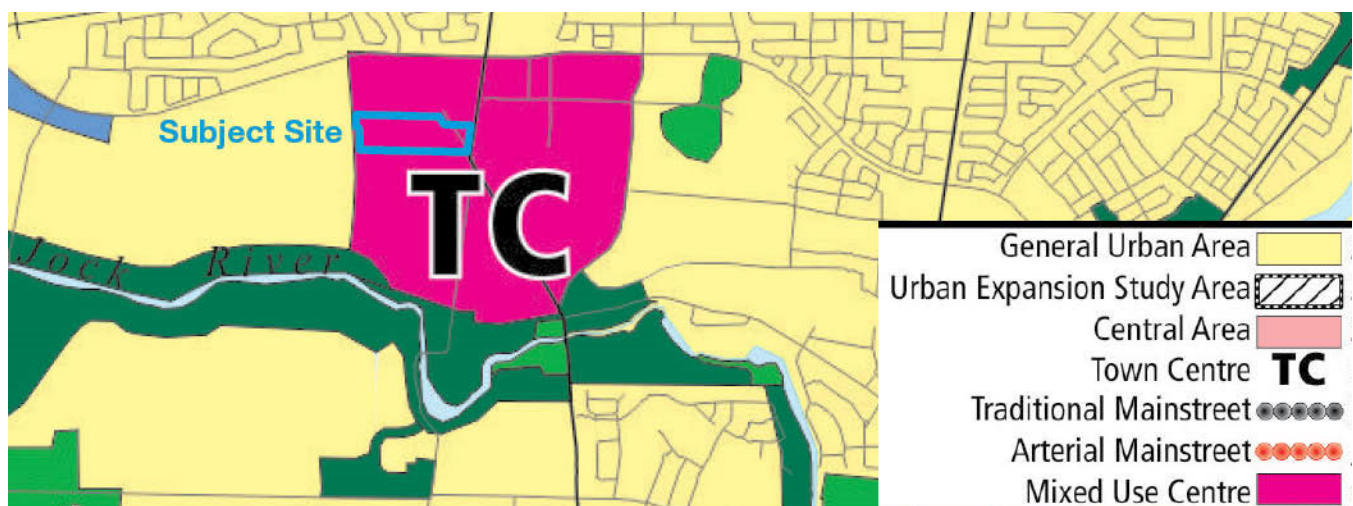 Subject Site
TC
Jock River
General Urban Area
Urban Expansion Study Area
Central Area
Town Centre TC
Traditional Mainstreet
Arterial Mainstreet
Mixed Use Centre